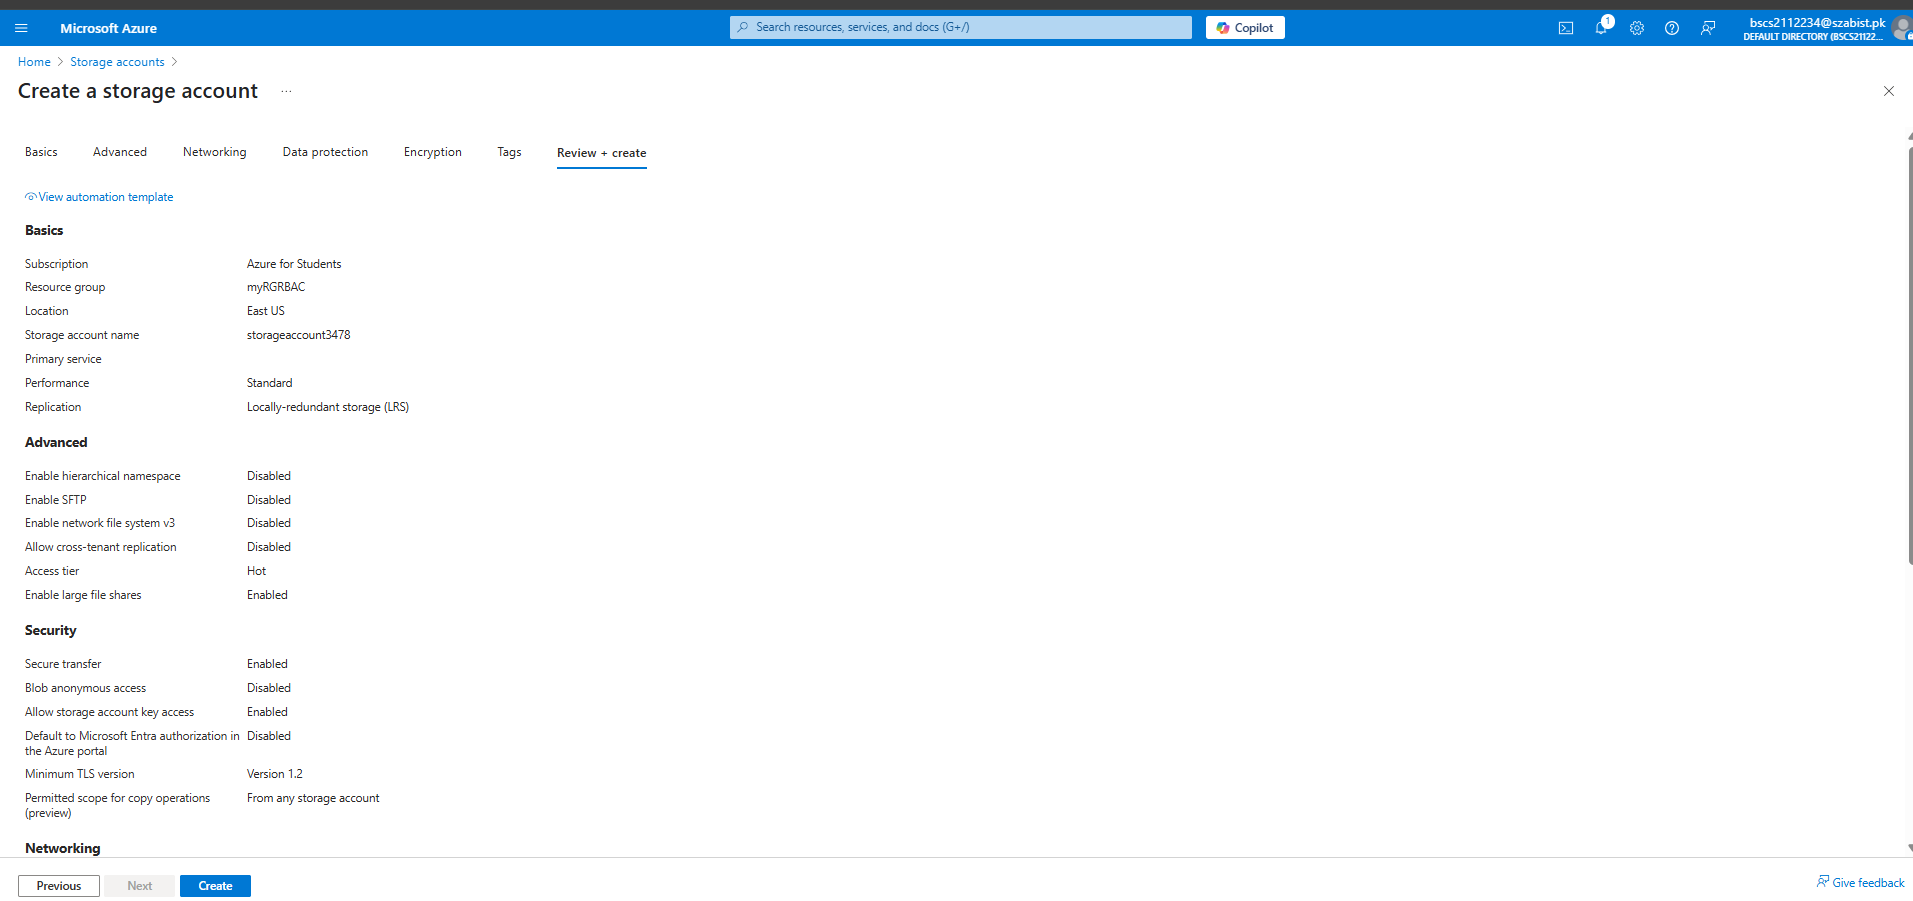 Microsoft Azure
Search resources, services, and docs (G+/)
Copilot
1
bscs2112234@szabist.pk
DEFAULT DIRECTORY (BSCS21122...
Home > Storage accounts >
Create a storage account ...
Basics Advanced Networking Data protection Encryption Tags Review + create
View automation template
Basics
Subscription Azure for Students
Resource group myRGRBAC
Location East US
Storage account name storageaccount3478
Primary service
Performance Standard
Replication Locally-redundant storage (LRS)
Advanced
Enable hierarchical namespace Disabled
Enable SFTP Disabled
Enable network file system v3 Disabled
Allow cross-tenant replication Disabled
Access tier Hot
Enable large file shares Enabled
Security
Secure transfer Enabled
Blob anonymous access Disabled
Allow storage account key access Enabled
Default to Microsoft Entra authorization in Disabled
the Azure portal
Minimum TLS version Version 1.2
Permitted scope for copy operations From any storage account
(preview)
Networking
Previous Next Create Give feedback